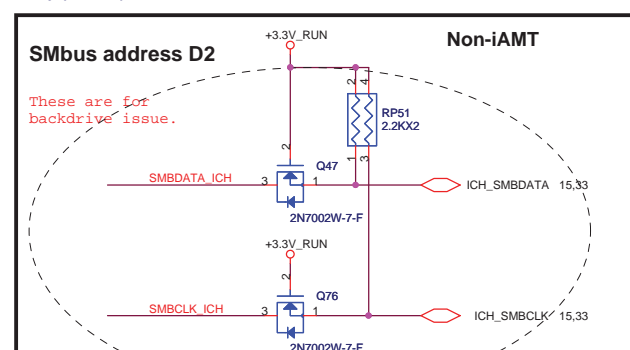 +3.3V_RUN
Non-iAMT
SMbus address D2
These are for
backdrive issue.
2
4
RP51
2.2KX2
2
1
3
Q47
SMBDATA_ICH
3
1
ICH_SMBDATA 15,33
2N7002W-7-F
+3.3V_RUN
2
Q76
SMBCLK_ICH
3
1
ICH_SMBCLK 15,33
2N7002W-7-F